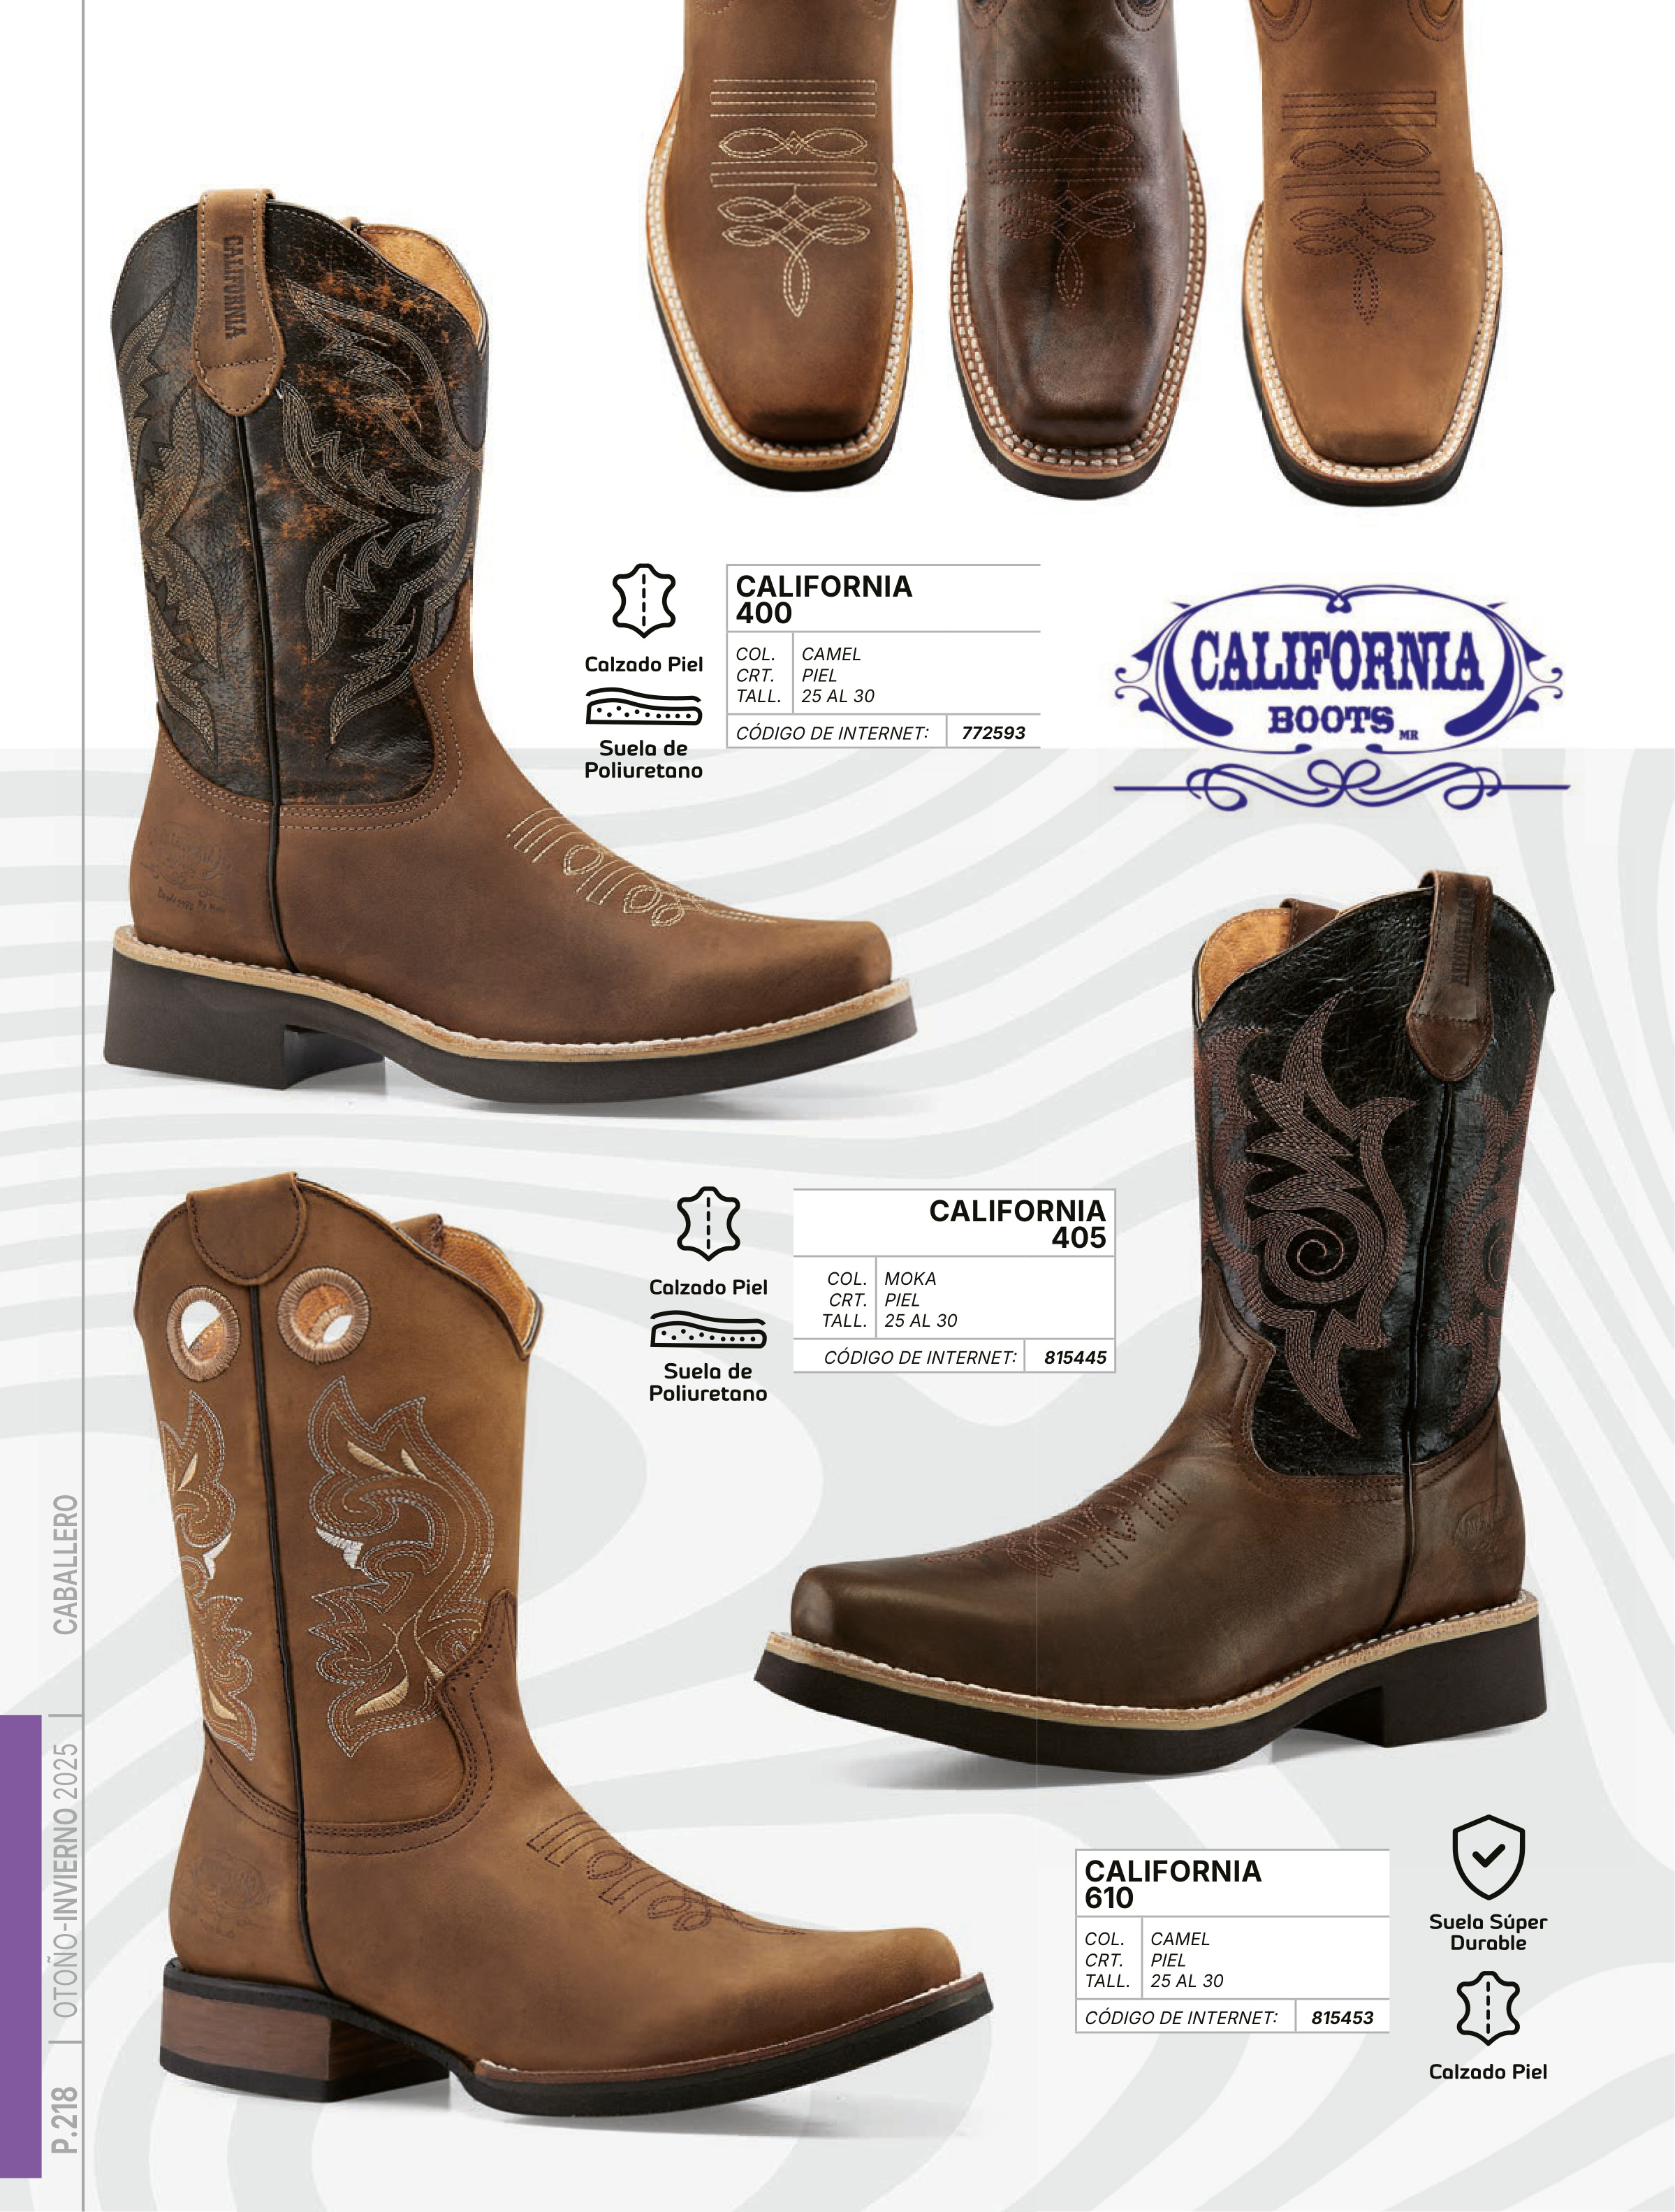 CALIFORNIA
CALIFORNIA
400
COL. CAMEL
CRT. PIEL
TALL. 25 AL 30
CÓDIGO DE INTERNET: 772593
Calzado Piel
Suela de
Poliuretano
CALIFORNIA
BOOTS MR
CALIFORNIA
405
COL. MOKA
CRT. PIEL
TALL. 25 AL 30
CÓDIGO DE INTERNET: 815445
Calzado Piel
Suela de
Poliuretano
CALIFORNIA
610
COL. CAMEL
CRT. PIEL
TALL. 25 AL 30
CÓDIGO DE INTERNET: 815453
Suela Súper
Durable
Calzado Piel
P.218 OTOÑO-INVIERNO 2025 CABALLERO